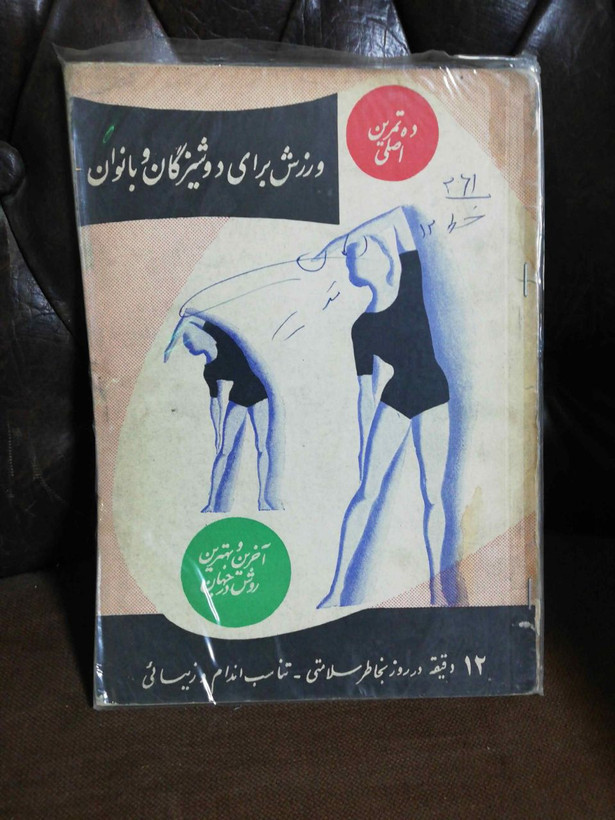 ده تمرین
اصلی
ورزش برای دوشیزگان و بانوان
۳۶۱
آخرین و بهترین
روش در جهان
۱۲ دقیقه در روز بخاطر سلامتی - تناسب اندام و زیبائی